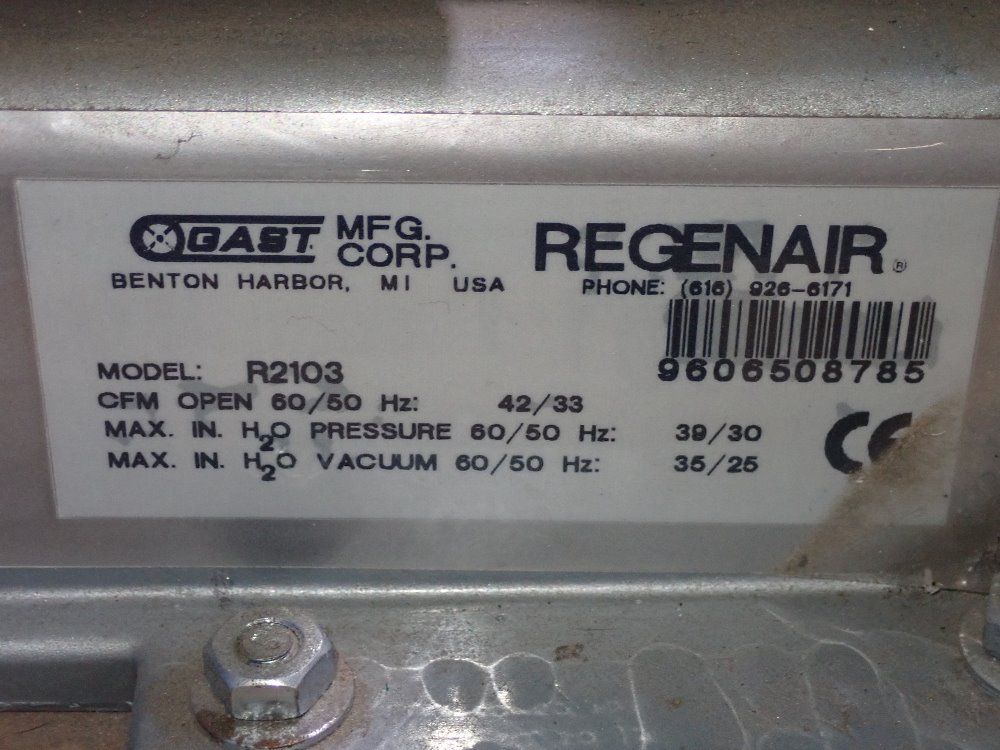 GAST MFG. CORP.
BENTON HARBOR, MI USA
REGENAIR®
PHONE: (616) 926-6171
9606508785
MODEL: R2103
CFM OPEN 60/50 Hz: 42/33
MAX. IN. H2O PRESSURE 60/50 Hz: 39/30
MAX. IN. H2O VACUUM 60/50 Hz: 35/25
CE